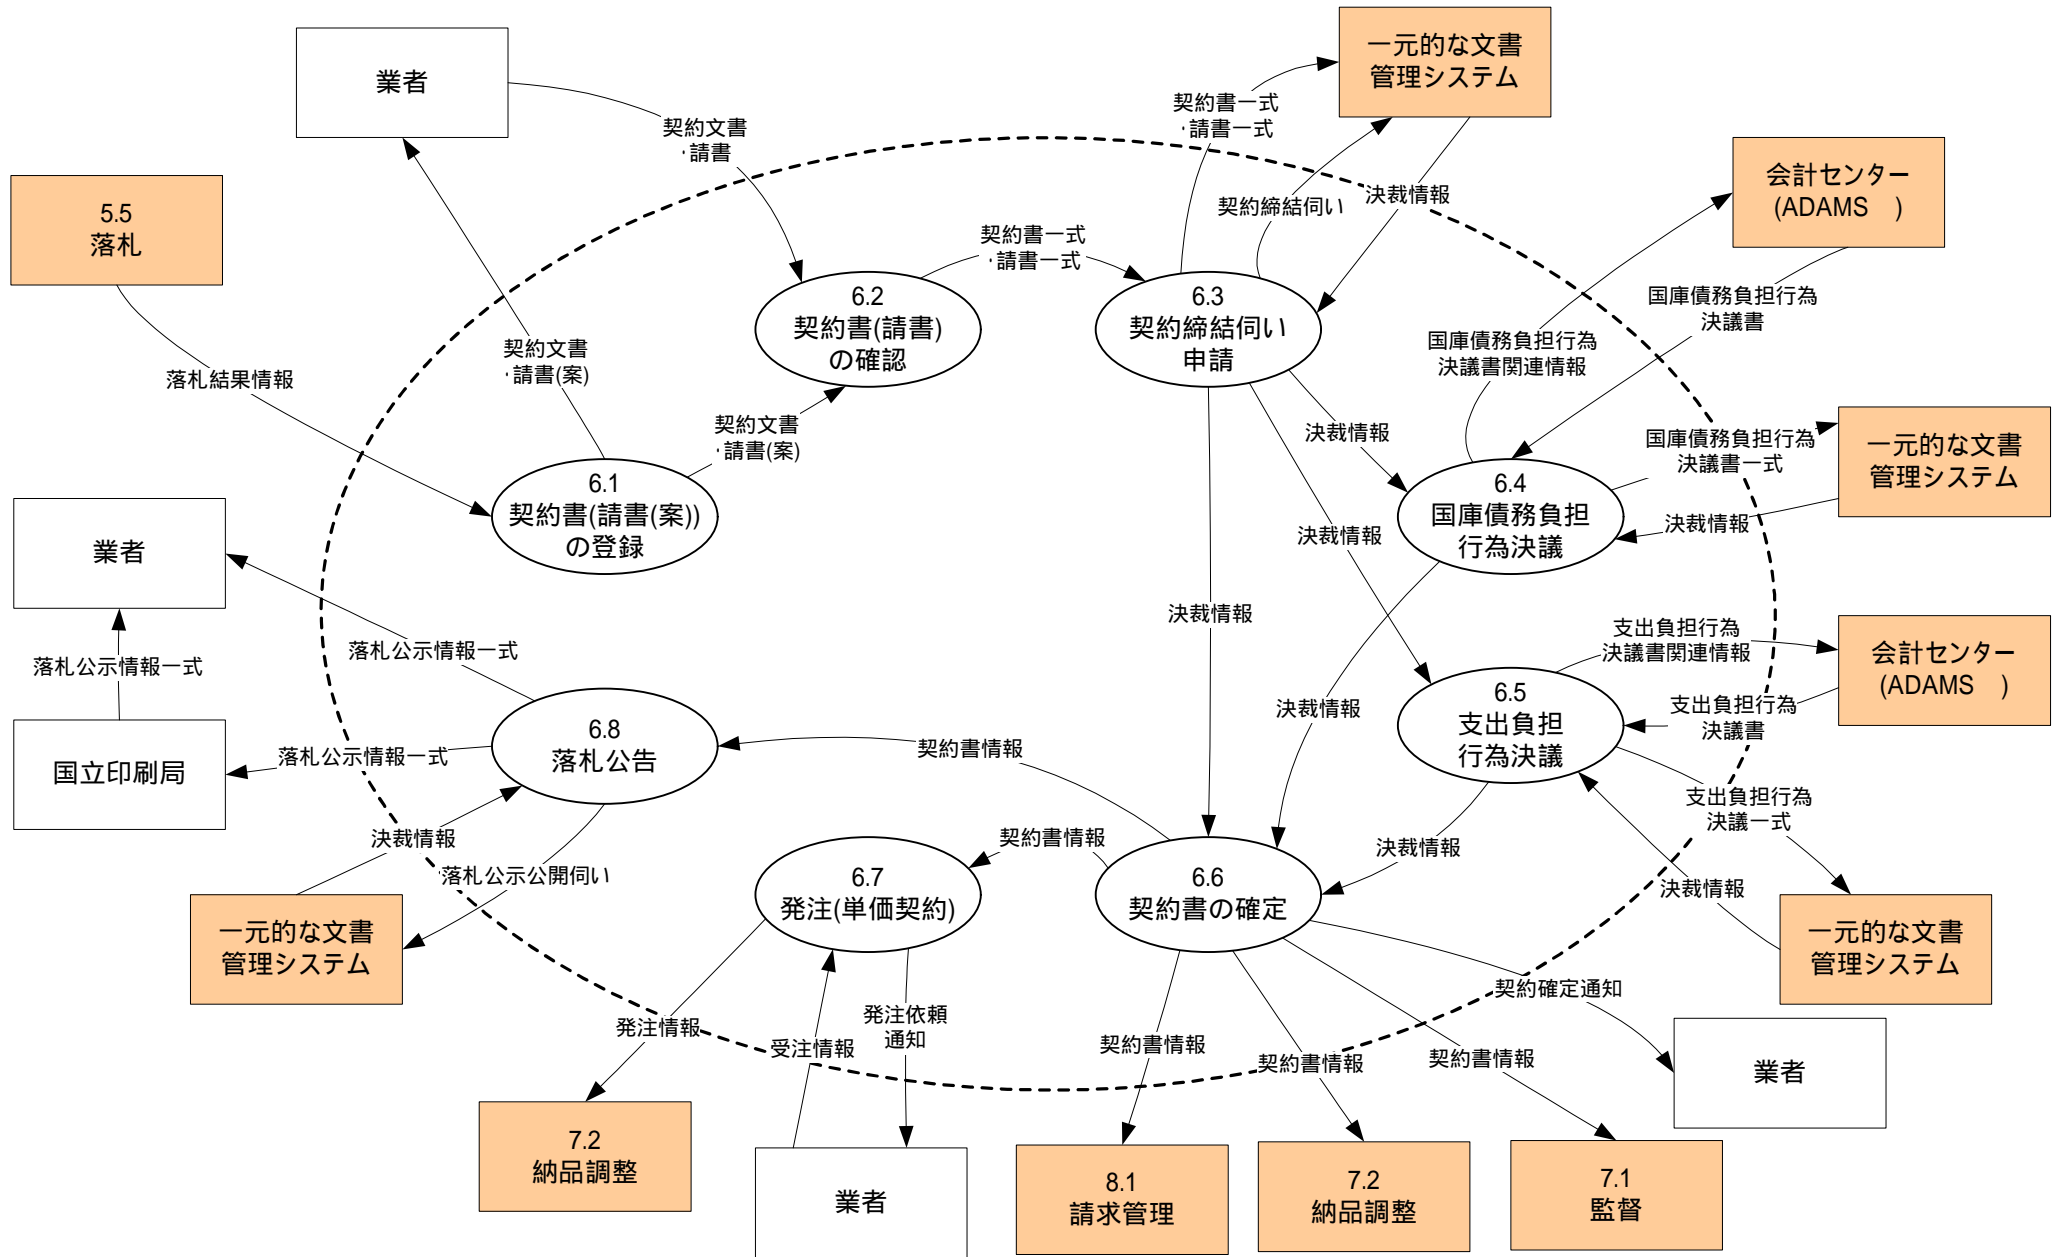 業者
一元的な文書
管理システム
契約文書
・請書
契約書一式
・請書一式
会計センター
(ADAMS　)
5.5
落札
決裁情報
契約締結伺い
契約書一式
・請書一式
6.2
契約書(請書)
の確認
6.3
契約締結伺い
申請
国庫債務負担行為
決議書
国庫債務負担行為
決議書関連情報
契約文書
・請書(案)
落札結果情報
契約文書
・請書(案)
決裁情報
国庫債務負担行為
決議書一式
一元的な文書
管理システム
6.1
契約書(請書(案))
の登録
6.4
国庫債務負担
行為決議
決裁情報
決裁情報
業者
決裁情報
落札公示情報一式
落札公示情報一式
支出負担行為
決議書関連情報
会計センター
(ADAMS　)
6.5
支出負担
行為決議
支出負担行為
決議書
決裁情報
6.8
落札公告
契約書情報
国立印刷局
落札公示情報一式
支出負担行為
決議一式
決裁情報
契約書情報
決裁情報
落札公示公開伺い
決裁情報
6.7
発注(単価契約)
6.6
契約書の確定
一元的な文書
管理システム
一元的な文書
管理システム
契約確定通知
発注情報
発注依頼
通知
受注情報
契約書情報
契約書情報
契約書情報
業者
7.2
納品調整
業者
8.1
請求管理
7.2
納品調整
7.1
監督